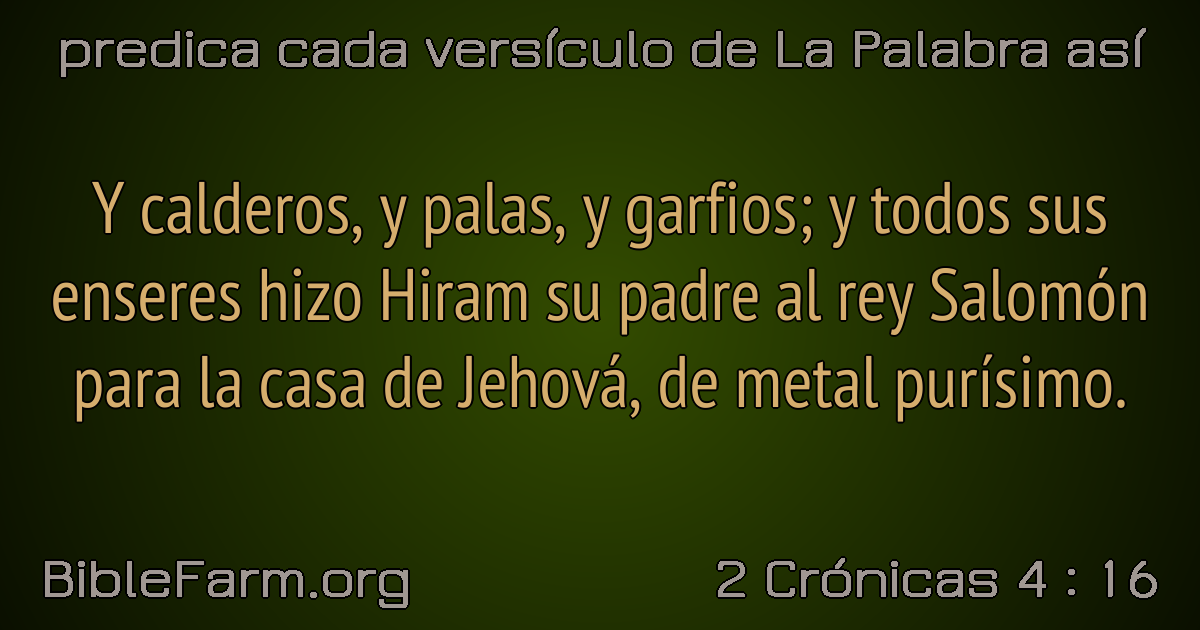 predica cada versículo de La Palabra así
Y calderos, y palas, y garfios; y todos sus
enseres hizo Hiram su padre al rey Salomón
para la casa de Jehová, de metal purísimo.
BibleFarm.org
2 Crónicas 4 : 16